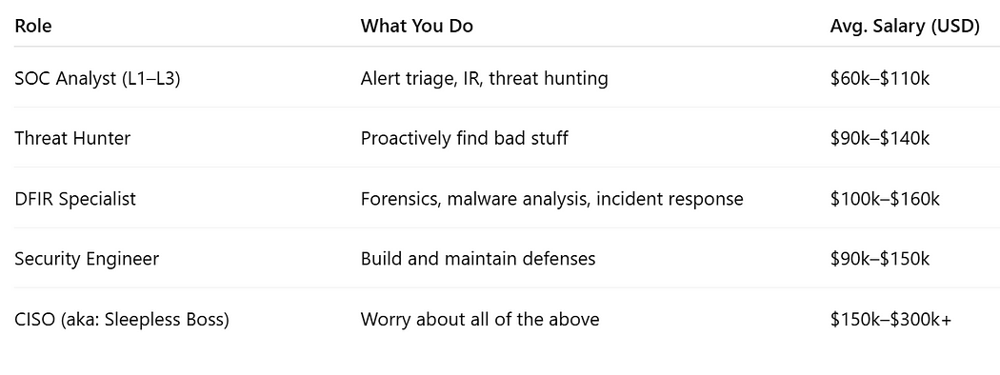 Role What You Do Avg. Salary (USD)
SOC Analyst (L1–L3) Alert triage, IR, threat hunting $60k–$110k
Threat Hunter Proactively find bad stuff $90k–$140k
DFIR Specialist Forensics, malware analysis, incident response $100k–$160k
Security Engineer Build and maintain defenses $90k–$150k
CISO (aka: Sleepless Boss) Worry about all of the above $150k–$300k+